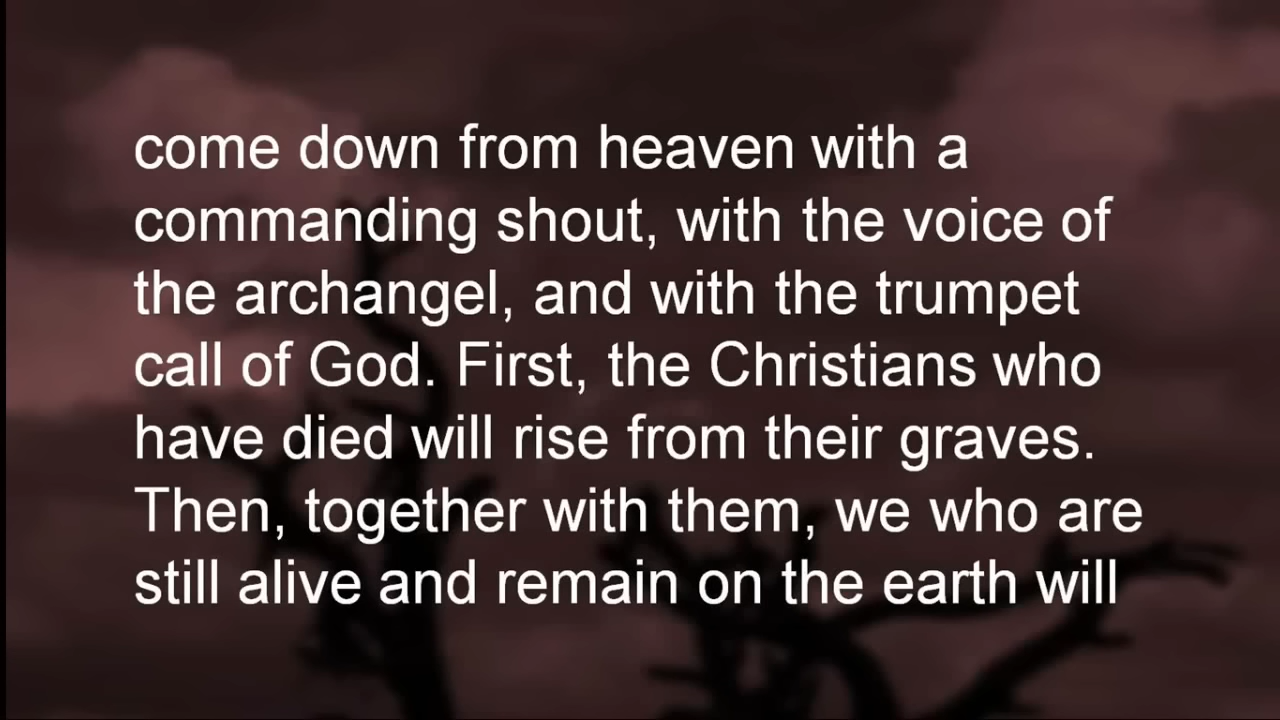 come down from heaven with a
commanding shout, with the voice of
the archangel, and with the trumpet
call of God. First, the Christians who
have died will rise from their graves.
Then, together with them, we who are
still alive and remain on the earth will